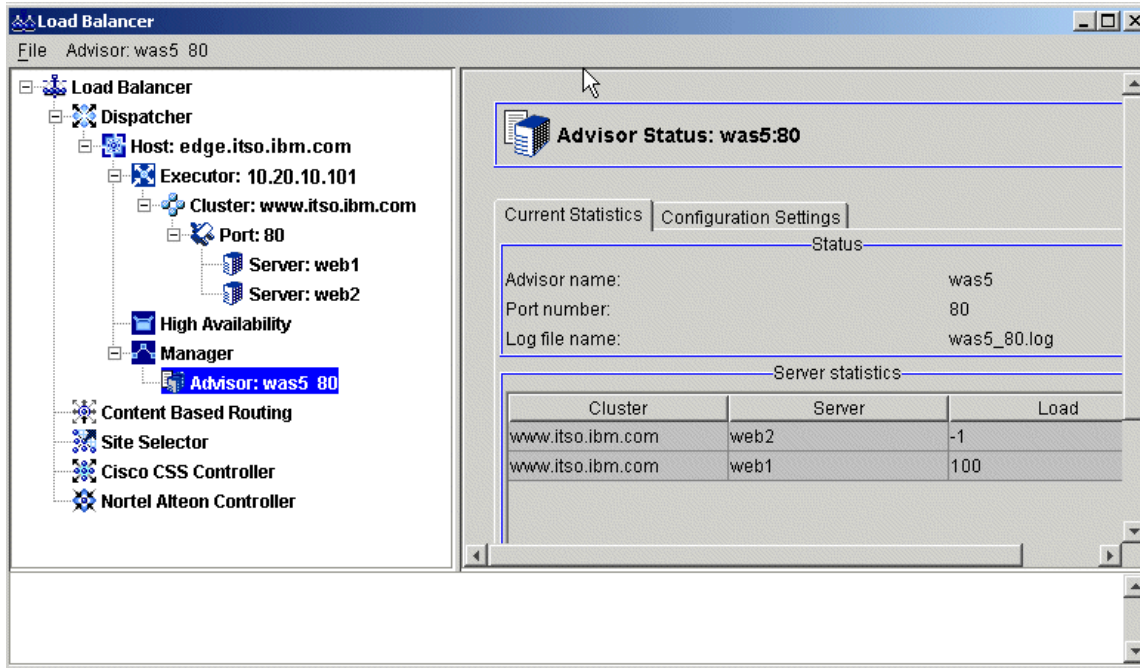 Load Balancer
File Advisor: was5 80
Load Balancer
Dispatcher
Host: edge.itso.ibm.com
Executor: 10.20.10.101
Cluster: www.itso.ibm.com
Port: 80
Server: web1
Server: web2
High Availability
Manager
Advisor: was5 80
Content Based Routing
Site Selector
Cisco CSS Controller
Nortel Alteon Controller
Advisor Status: was5:80
Current Statistics Configuration Settings
Status
Advisor name: was5
Port number: 80
Log file name: was5_80.log
Server statistics
Cluster Server Load
www.itso.ibm.com web2 -1
www.itso.ibm.com web1 100